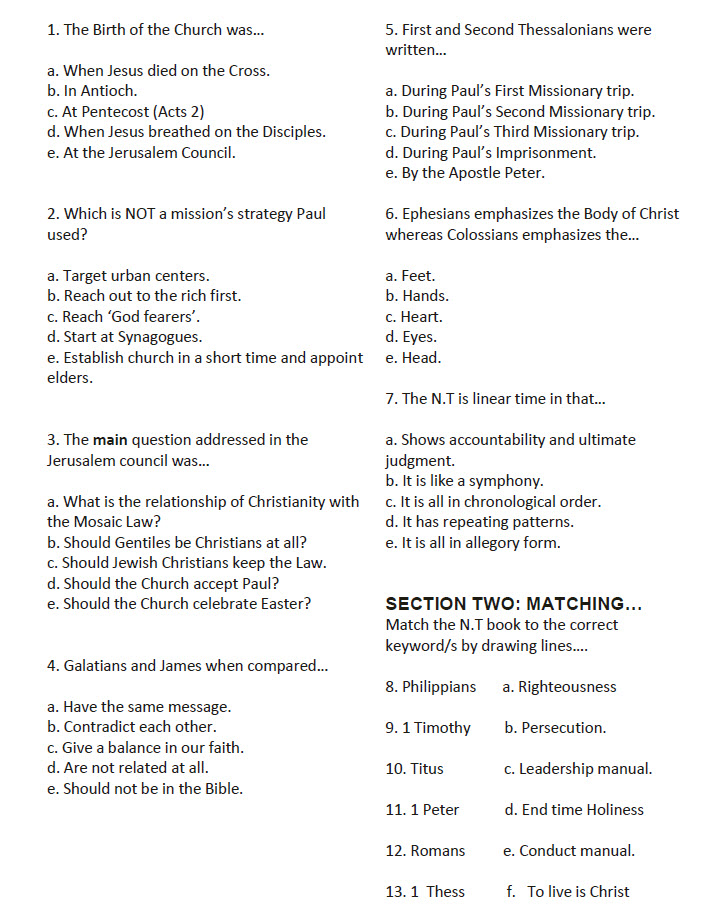 1. The Birth of the Church was…
a. When Jesus died on the Cross.
b. In Antioch.
c. At Pentecost (Acts 2)
d. When Jesus breathed on the Disciples.
e. At the Jerusalem Council.
2. Which is NOT a mission’s strategy Paul
used?
a. Target urban centers.
b. Reach out to the rich first.
c. Reach ‘God fearers’.
d. Start at Synagogues.
e. Establish church in a short time and appoint
elders.
3. The main question addressed in the
Jerusalem council was…
a. What is the relationship of Christianity with
the Mosaic Law?
b. Should Gentiles be Christians at all?
c. Should Jewish Christians keep the Law.
d. Should the Church accept Paul?
e. Should the Church celebrate Easter?
4. Galatians and James when compared…
a. Have the same message.
b. Contradict each other.
c. Give a balance in our faith.
d. Are not related at all.
e. Should not be in the Bible.
5. First and Second Thessalonians were
written…
a. During Paul’s First Missionary trip.
b. During Paul’s Second Missionary trip.
c. During Paul’s Third Missionary trip.
d. During Paul’s Imprisonment.
e. By the Apostle Peter.
6. Ephesians emphasizes the Body of Christ
whereas Colossians emphasizes the…
a. Feet.
b. Hands.
c. Heart.
d. Eyes.
e. Head.
7. The N.T is linear time in that…
a. Shows accountability and ultimate
judgment.
b. It is like a symphony.
c. It is all in chronological order.
d. It has repeating patterns.
e. It is all in allegory form.
SECTION TWO: MATCHING…
Match the N.T book to the correct
keyword/s by drawing lines….
8. Philippians a. Righteousness
9. 1 Timothy b. Persecution.
10. Titus c. Leadership manual.
11. 1 Peter d. End time Holiness
12. Romans e. Conduct manual.
13. 1 Thess f. To live is Christ